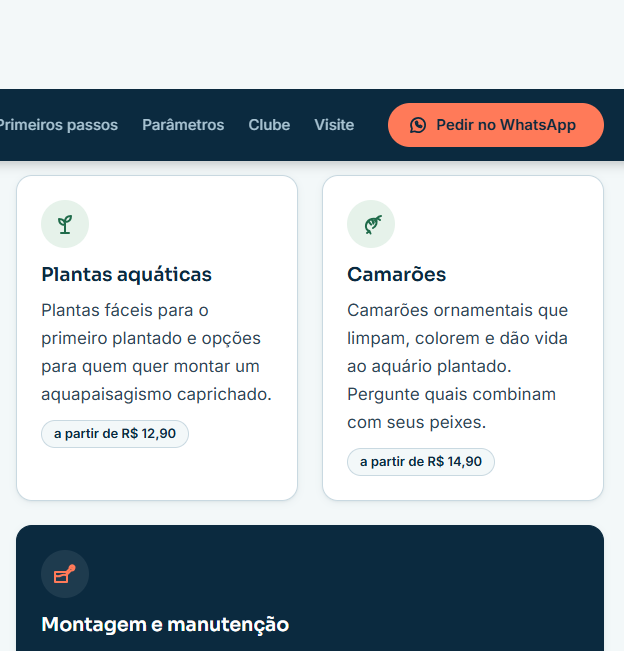 Primeiros passos Parâmetros Clube Visite Pedir no WhatsApp
Plantas aquáticas
Plantas fáceis para o
primeiro plantado e opções
para quem quer montar um
aquapaisagismo caprichado.
a partir de R$ 12,90
Camarões
Camarões ornamentais que
limpam, colorem e dão vida
ao aquário plantado.
Pergunte quais combinam
com seus peixes.
a partir de R$ 14,90
Montagem e manutenção